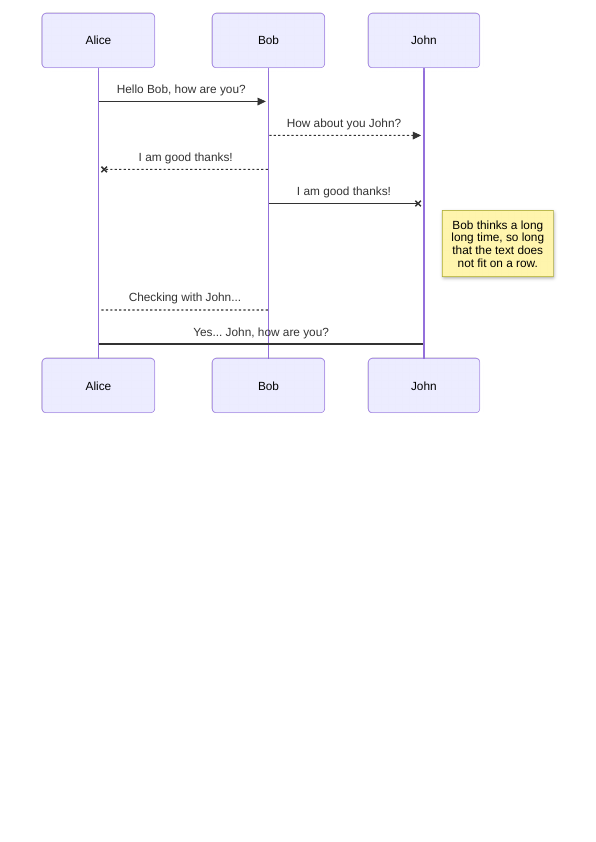 Alice
Bob
John
Hello Bob, how are you?
How about you John?
I am good thanks!
I am good thanks!
Bob thinks a long
long time, so long
that the text does
not fit on a row.
Checking with John...
Yes... John, how are you?
Alice
Bob
John